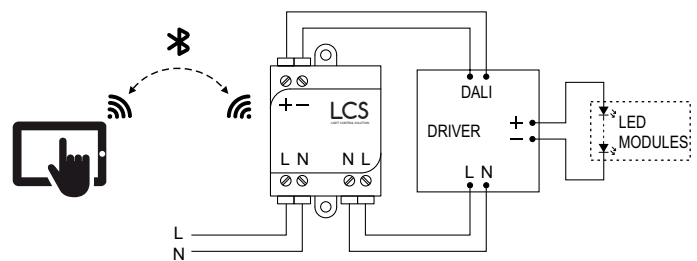 DALI
+ −
LCS
LIGHT CONTROL SOLUTION
DRIVER
+
−
LED
MODULES
L N
N L
L N
L
N